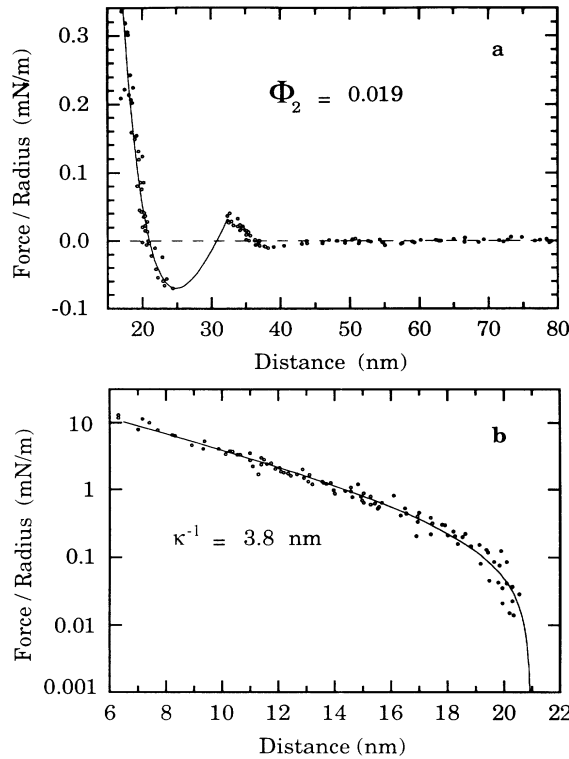 a
Φ₂ = 0.019
Force / Radius (mN/m)
0.3
0.2
0.1
0.0
-0.1
20 30 40 50 60 70 80
Distance (nm)
b
κ⁻¹ = 3.8 nm
Force / Radius (mN/m)
10
1
0.1
0.01
0.001
6 8 10 12 14 16 18 20 22
Distance (nm)